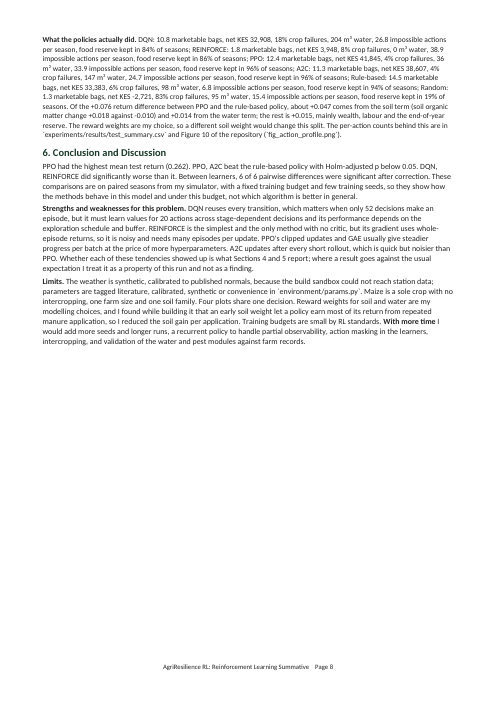 What the policies actually did. DQN: 10.8 marketable bags, net KES 32,908, 18% crop failures, 204 m³ water, 26.8 impossible actions
per season, food reserve kept in 84% of seasons; REINFORCE: 1.8 marketable bags, net KES 3,948, 8% crop failures, 0 m³ water, 38.9
impossible actions per season, food reserve kept in 86% of seasons; PPO: 12.4 marketable bags, net KES 41,845, 4% crop failures, 36
m³ water, 33.9 impossible actions per season, food reserve kept in 96% of seasons; A2C: 11.3 marketable bags, net KES 38,607, 4%
crop failures, 147 m³ water, 24.7 impossible actions per season, food reserve kept in 96% of seasons; Rule-based: 14.5 marketable
bags, net KES 33,383, 6% crop failures, 98 m³ water, 6.8 impossible actions per season, food reserve kept in 94% of seasons; Random:
1.3 marketable bags, net KES -2,721, 83% crop failures, 95 m³ water, 15.4 impossible actions per season, food reserve kept in 19% of
seasons. Of the +0.076 return difference between PPO and the rule-based policy, about +0.047 comes from the soil term (soil organic
matter change +0.018 against -0.010) and +0.014 from the water term; the rest is +0.015, mainly wealth, labour and the end-of-year
reserve. The reward weights are my choice, so a different soil weight would change this split. The per-action counts behind this are in
`experiments/results/test_summary.csv` and Figure 10 of the repository (`fig_action_profile.png`).
6. Conclusion and Discussion
PPO had the highest mean test return (0.262). PPO, A2C beat the rule-based policy with Holm-adjusted p below 0.05. DQN,
REINFORCE did significantly worse than it. Between learners, 6 of 6 pairwise differences were significant after correction. These
comparisons are on paired seasons from my simulator, with a fixed training budget and few training seeds, so they show how
the methods behave in this model and under this budget, not which algorithm is better in general.
Strengths and weaknesses for this problem. DQN reuses every transition, which matters when only 52 decisions make an
episode, but it must learn values for 20 actions across stage-dependent decisions and its performance depends on the
exploration schedule and buffer. REINFORCE is the simplest and the only method with no critic, but its gradient uses whole-
episode returns, so it is noisy and needs many episodes per update. PPO's clipped updates and GAE usually give steadier
progress per batch at the price of more hyperparameters. A2C updates after every short rollout, which is quick but noisier than
PPO. Whether each of these tendencies showed up is what Sections 4 and 5 report; where a result goes against the usual
expectation I treat it as a property of this run and not as a finding.
Limits. The weather is synthetic, calibrated to published normals, because the build sandbox could not reach station data;
parameters are tagged literature, calibrated, synthetic or convenience in `environment/params.py`. Maize is a sole crop with no
intercropping, one farm size and one soil family. Four plots share one decision. Reward weights for soil and water are my
modelling choices, and I found while building it that an early soil weight let a policy earn most of its return from repeated
manure application, so I reduced the soil gain per application. Training budgets are small by RL standards. With more time I
would add more seeds and longer runs, a recurrent policy to handle partial observability, action masking in the learners,
intercropping, and validation of the water and pest modules against farm records.
AgriResilience RL: Reinforcement Learning Summative Page 8